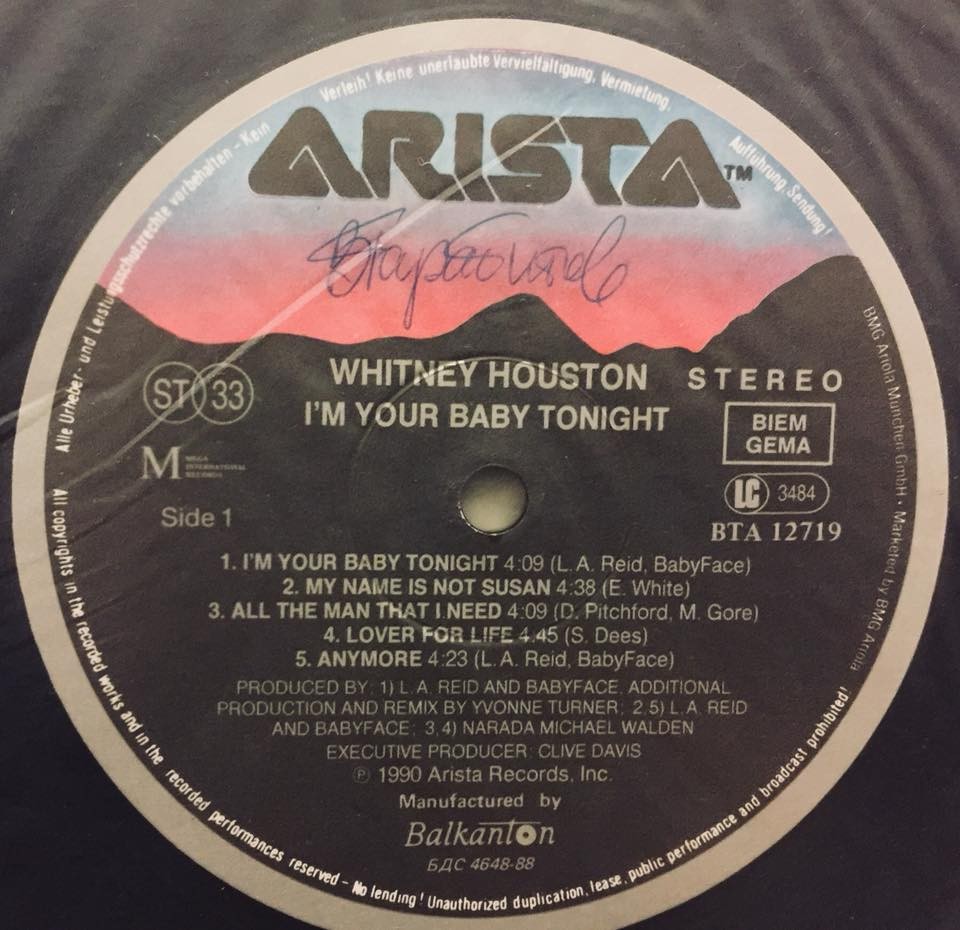 Alle Urheber- und Leistungsschutzrechte vorbehalten - Kein Verleih! Keine unerlaubte Vervielfältigung, Vermietung, Aufführung, Sendung!
ARISTA™
WHITNEY HOUSTON
I'M YOUR BABY TONIGHT
ST 33
STEREO
BIEM
GEMA
M MEGA
INTERNATIONAL
RECORDS
LC 3484
Side 1
BTA 12719
1. I'M YOUR BABY TONIGHT 4:09 (L.A. Reid, BabyFace)
2. MY NAME IS NOT SUSAN 4:38 (E. White)
3. ALL THE MAN THAT I NEED 4:09 (D. Pitchford, M. Gore)
4. LOVER FOR LIFE 4.45 (S. Dees)
5. ANYMORE 4:23 (L.A. Reid, BabyFace)
PRODUCED BY: 1) L.A. REID AND BABYFACE, ADDITIONAL
PRODUCTION AND REMIX BY YVONNE TURNER; 2,5) L.A. REID
AND BABYFACE; 3,4) NARADA MICHAEL WALDEN
EXECUTIVE PRODUCER: CLIVE DAVIS
℗ 1990 Arista Records, Inc.
Manufactured by
Balkanton
БДС 4648-88
BMG Ariola München GmbH · Marketed by BMG Ariola
All copyrights in the recorded works and in the recorded performances reserved - No lending! Unauthorized duplication, lease, public performance and broadcast prohibited!